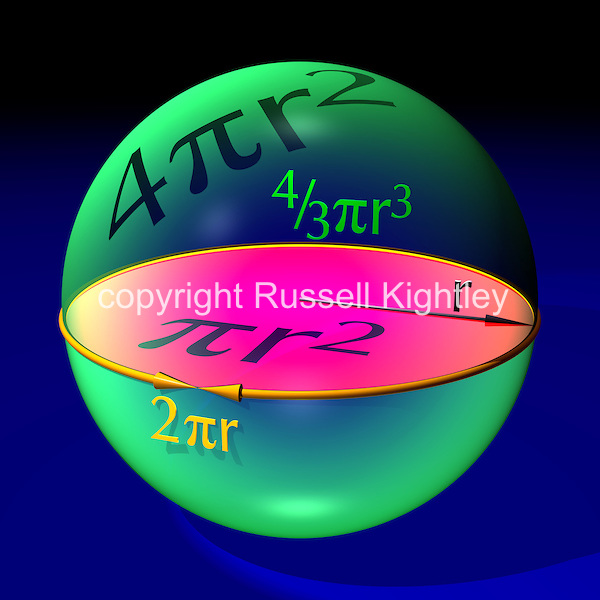 4πr²
4/3πr³
copyright Russell Kightley
r
πr²
2πr